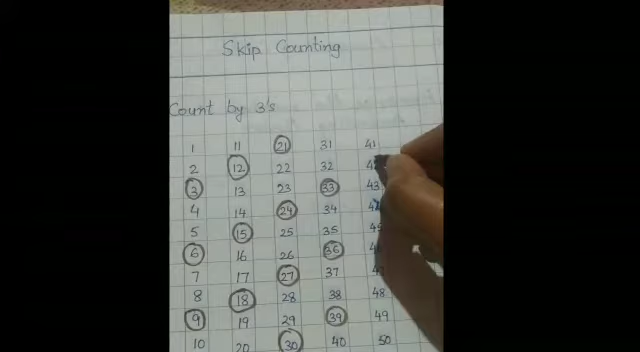 Skip Counting
Count by 3's
1 11 21 31 41
2 12 22 32
3 13 23 33 43
4 14 24 34
5 15 25 35 45
6 16 26 36
7 17 27 37
8 18 28 38 48
9 19 29 39 49
10 20 30 40 50